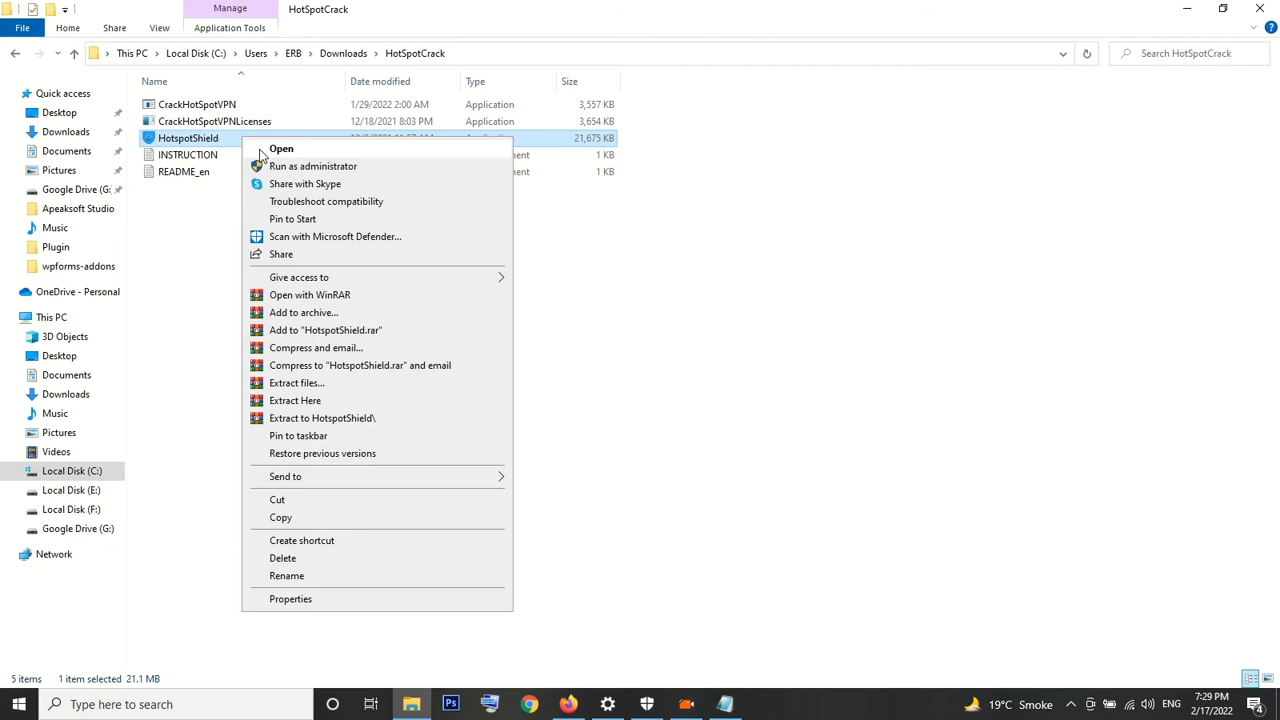 Manage
HotSpotCrack
File
Home
Share
View
Application Tools
This PC
Local Disk (C:)
Users
ERB
Downloads
HotSpotCrack
Search HotSpotCrack
Name
Date modified
Type
Size
Quick access
Desktop
Downloads
Documents
Pictures
Google Drive (G:
Apeaksoft Studio
Music
Plugin
wpforms-addons
OneDrive - Personal
This PC
3D Objects
Desktop
Documents
Downloads
Music
Pictures
Videos
Local Disk (C:)
Local Disk (E:)
Local Disk (F:)
Google Drive (G:)
Network
CrackHotSpotVPN 1/29/2022 2:00 AM Application 3,557 KB
CrackHotSpotVPNLicenses 12/18/2021 8:03 PM Application 3,654 KB
HotspotShield 21,675 KB
INSTRUCTION ment 1 KB
README_en ment 1 KB
Open
Run as administrator
Share with Skype
Troubleshoot compatibility
Pin to Start
Scan with Microsoft Defender...
Share
Give access to
Open with WinRAR
Add to archive...
Add to "HotspotShield.rar"
Compress and email...
Compress to "HotspotShield.rar" and email
Extract files...
Extract Here
Extract to HotspotShield\
Pin to taskbar
Restore previous versions
Send to
Cut
Copy
Create shortcut
Delete
Rename
Properties
5 items
1 item selected 21.1 MB
Type here to search
Ps
19°C Smoke
ENG
7:29 PM
2/17/2022
4